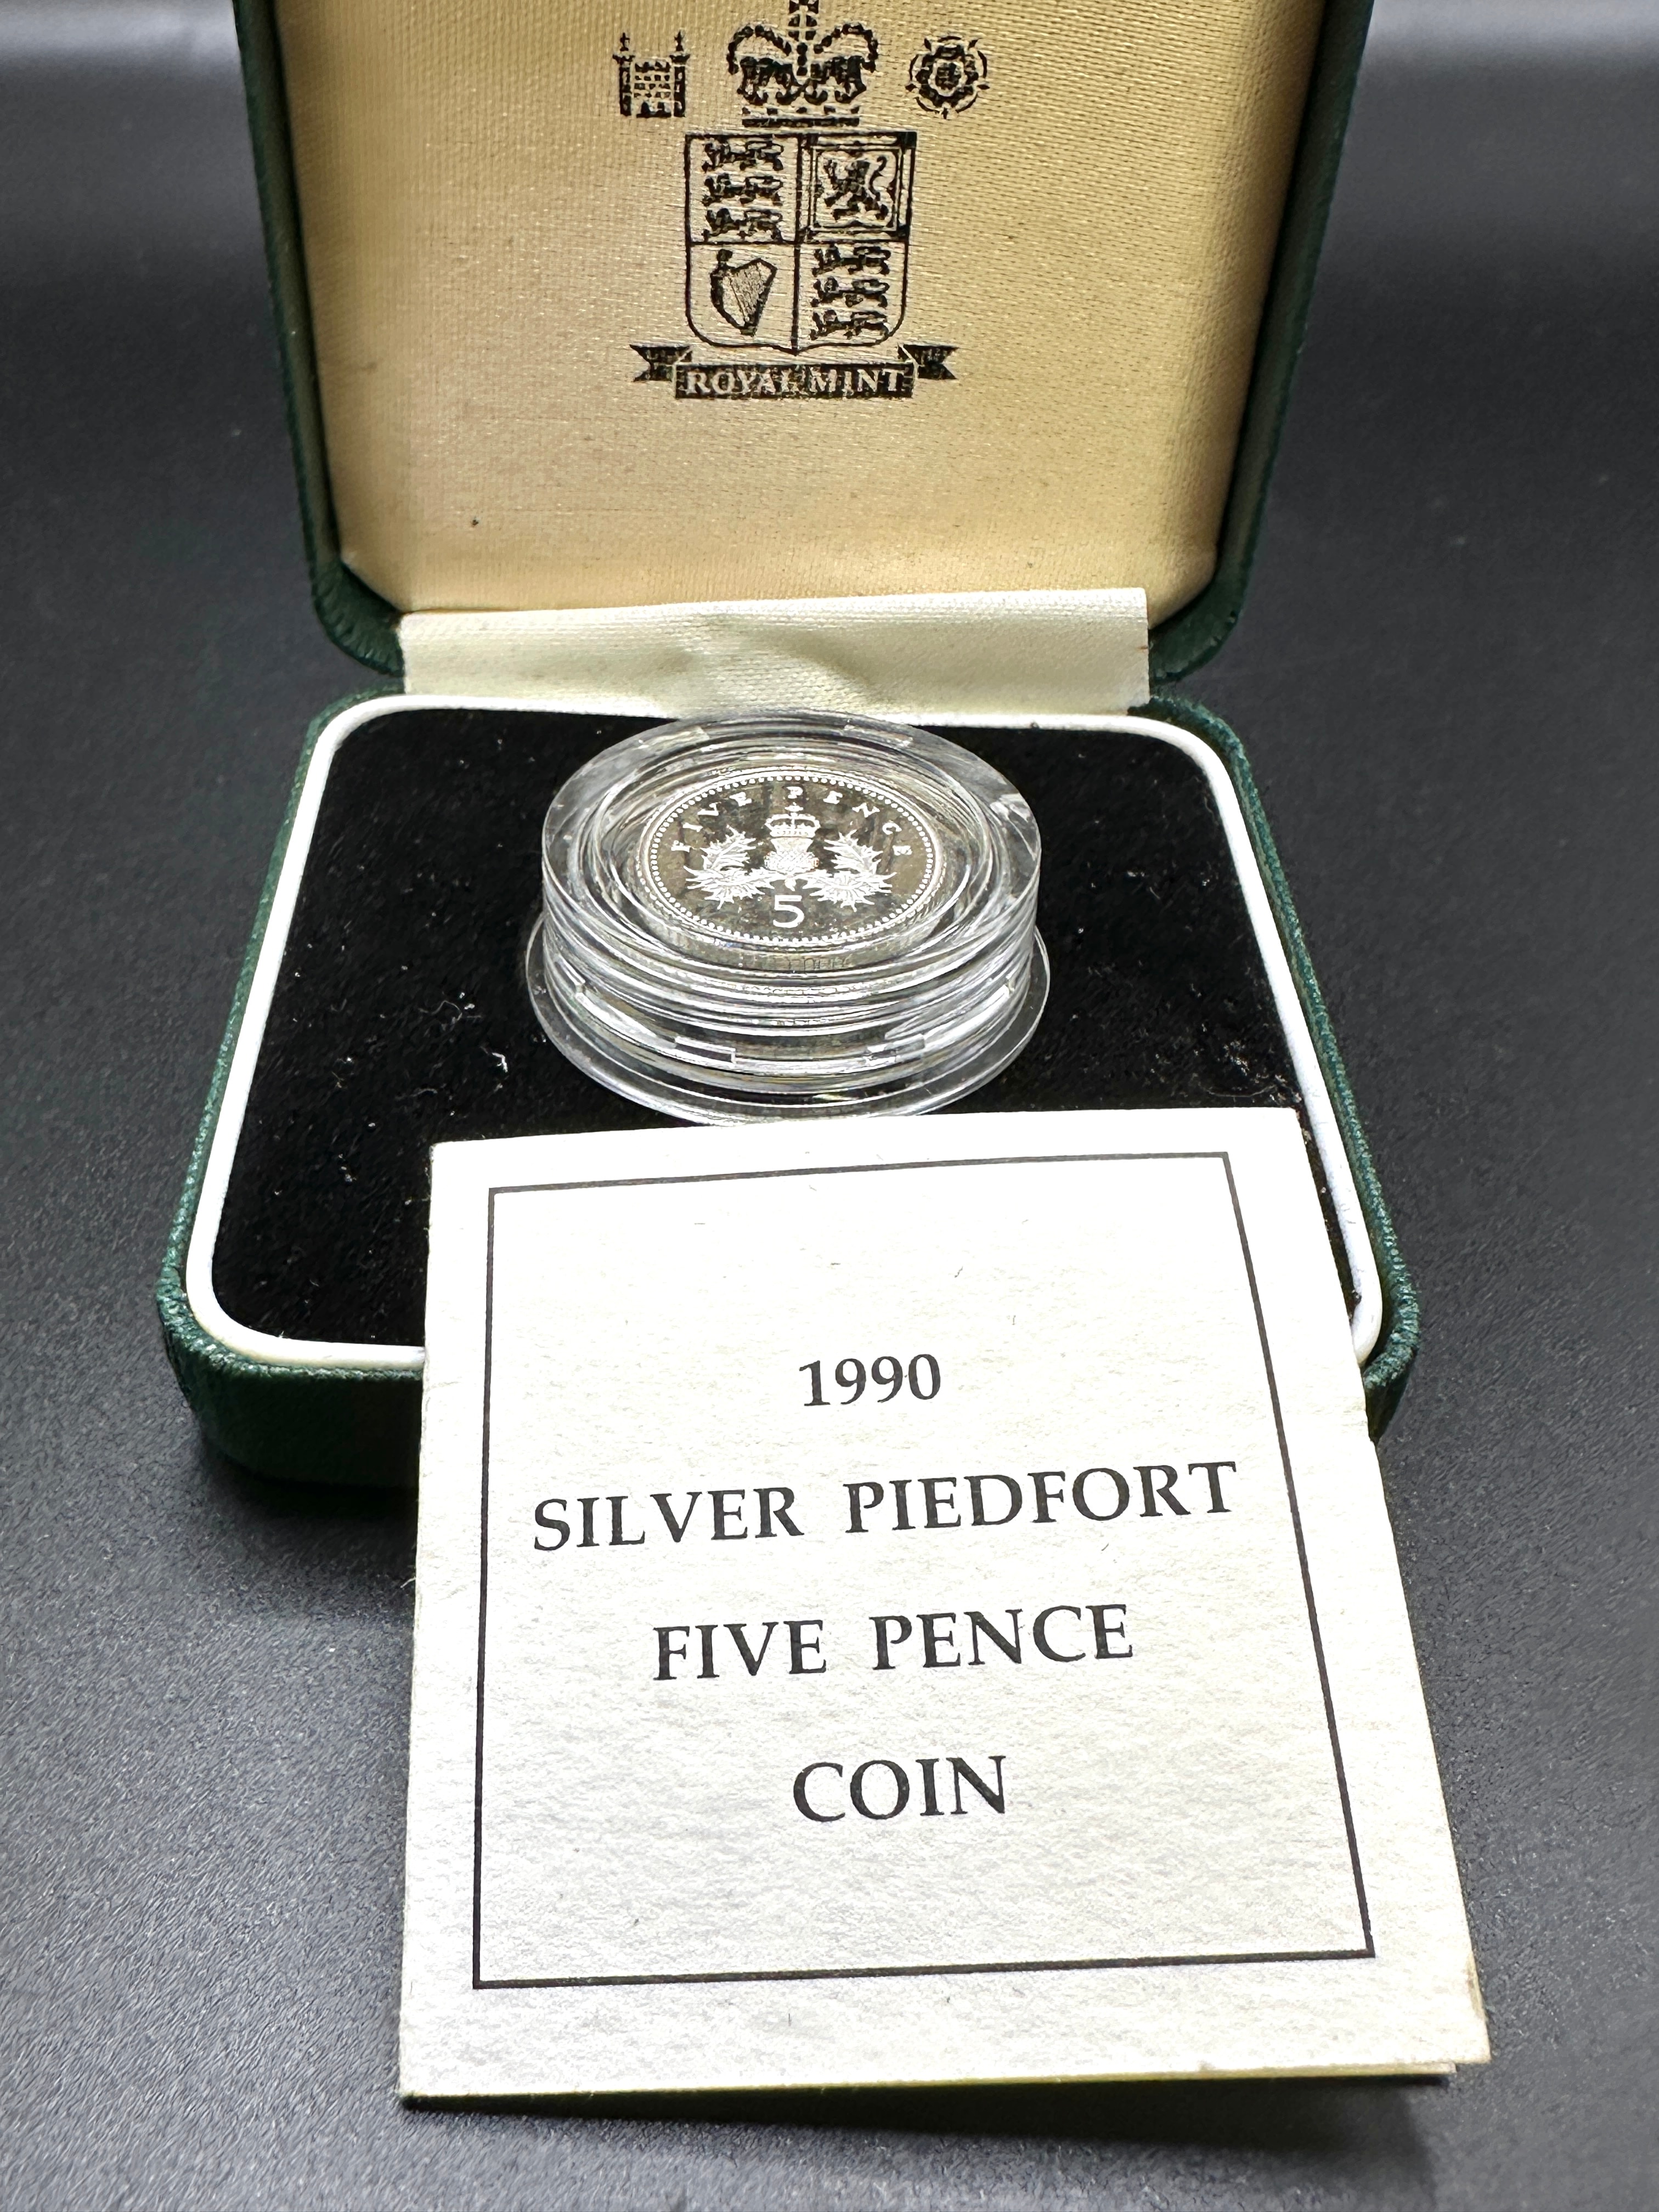 ROYAL MINT
FIVE PENCE
5
1990
SILVER PIEDFORT
FIVE PENCE
COIN